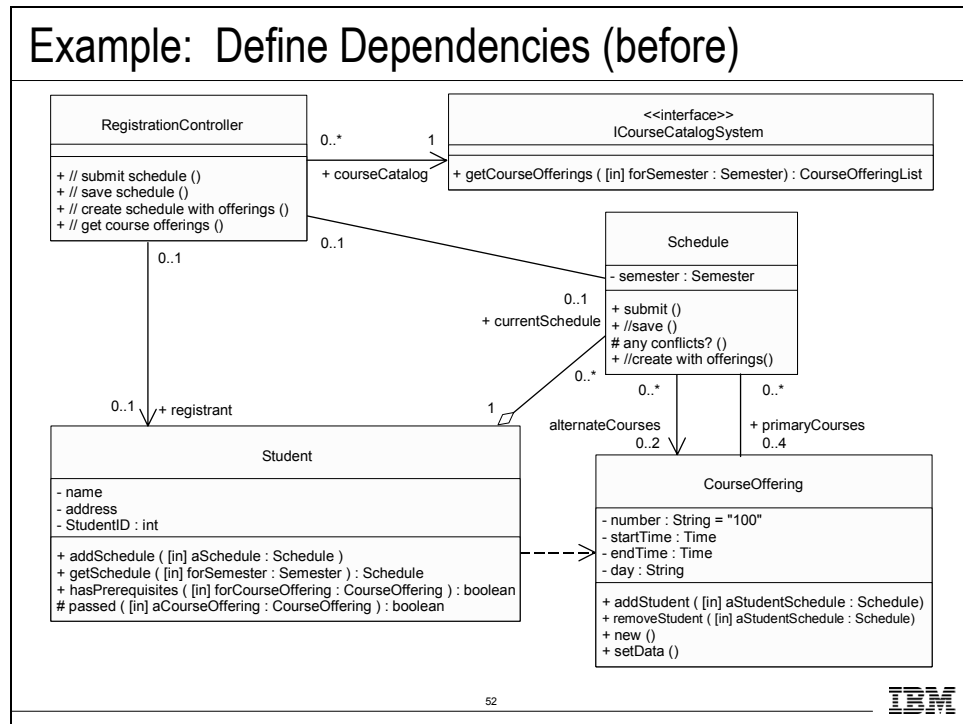 Example: Define Dependencies (before)
RegistrationController
+ // submit schedule ()
+ // save schedule ()
+ // create schedule with offerings ()
+ // get course offerings ()
0..*
1
+ courseCatalog
<<interface>>
ICourseCatalogSystem
+ getCourseOfferings ( [in] forSemester : Semester) : CourseOfferingList
0..1
0..1
Schedule
- semester : Semester
+ submit ()
+ //save ()
# any conflicts? ()
+ //create with offerings()
0..1
+ currentSchedule
0..*
1
0..*
0..*
alternateCourses
0..2
+ primaryCourses
0..4
0..1
+ registrant
Student
- name
- address
- StudentID : int
+ addSchedule ( [in] aSchedule : Schedule )
+ getSchedule ( [in] forSemester : Semester ) : Schedule
+ hasPrerequisites ( [in] forCourseOffering : CourseOffering ) : boolean
# passed ( [in] aCourseOffering : CourseOffering ) : boolean
CourseOffering
- number : String = "100"
- startTime : Time
- endTime : Time
- day : String
+ addStudent ( [in] aStudentSchedule : Schedule)
+ removeStudent ( [in] aStudentSchedule : Schedule)
+ new ()
+ setData ()
52
IBM